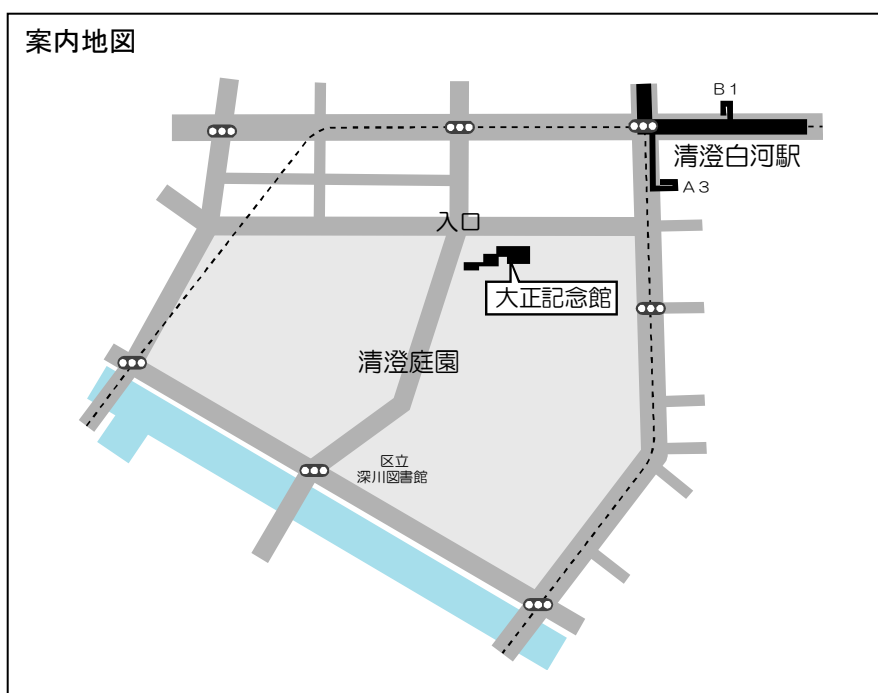 案内地図
B1
清澄白河駅
A3
入口
大正記念館
清澄庭園
区立
深川図書館